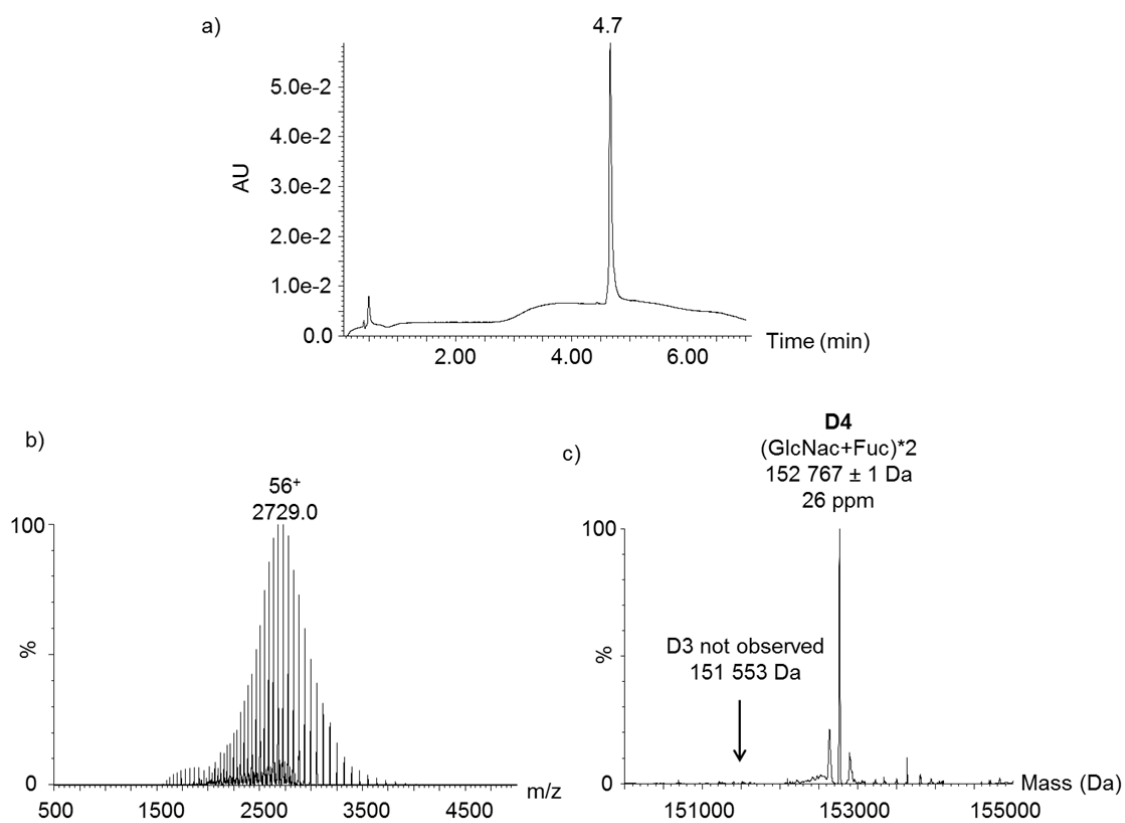 a)
4.7
5.0e-2
4.0e-2
3.0e-2
2.0e-2
1.0e-2
0.0
AU
2.00
4.00
6.00
Time (min)
b)
56+
2729.0
100
%
0
500
1500
2500
3500
4500
m/z
c)
D4
(GlcNac+Fuc)*2
152 767 ± 1 Da
26 ppm
100
%
0
D3 not observed
151 553 Da
151000
153000
155000
Mass (Da)